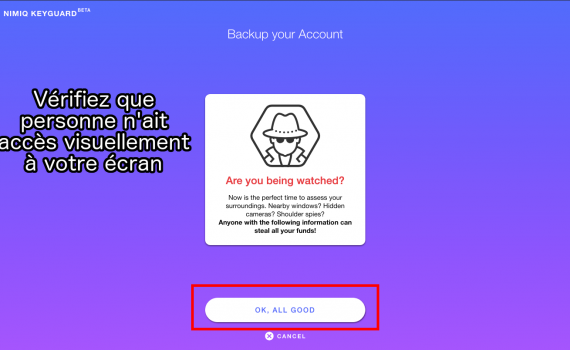 NIMIQ KEYGUARD BETA
Backup your Account
Vérifiez que
personne n'ait
accès visuellement
à votre écran
Are you being watched?
Now is the perfect time to assess your
surroundings. Nearby windows? Hidden
cameras? Shoulder spies?
Anyone with the following information can
steal all your funds!
OK, ALL GOOD
CANCEL